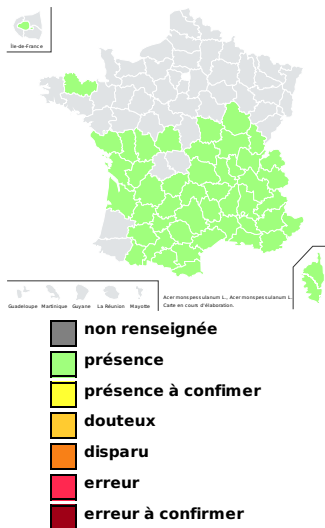 Île-de-France
Guadeloupe Martinique Guyane La Réunion Mayotte
Acer monspessulanum L., Acer monspessulanum L.
Carte en cours d'élaboration.
non renseignée
présence
présence à confimer
douteux
disparu
erreur
erreur à confirmer